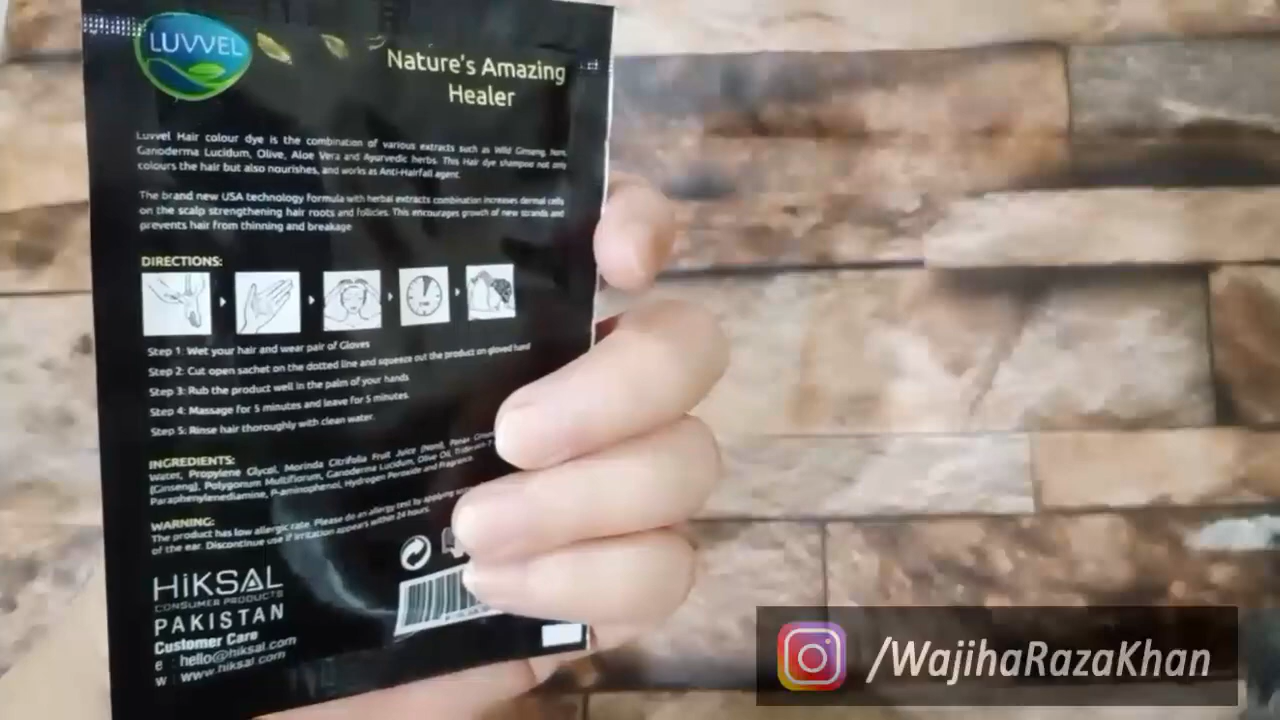 LUVVEL
Nature's Amazing
Healer
Luvvel Hair colour dye is the combination of various extracts such as Wild Ginseng, Noni,
Ganoderma Lucidum, Olive, Aloe Vera and Ayurvedic herbs. This Hair dye shampoo not only
colours the hair but also nourishes, and works as Anti-Hairfall agent.
The brand new USA technology formula with herbal extracts combination increases dermal cells
on the scalp strengthening hair roots and follicles. This encourages growth of new strands and
prevents hair from thinning and breakage
DIRECTIONS:
Step 1: Wet your hair and wear pair of Gloves
Step 2: Cut open sachet on the dotted line and squeeze out the product on gloved hand
Step 3: Rub the product well in the palm of your hands
Step 4: Massage for 5 minutes and leave for 5 minutes.
Step 5: Rinse hair thoroughly with clean water.
INGREDIENTS:
Water, Propylene Glycol, Morinda Citrifolia Fruit Juice (Noni), Panax
(Ginseng), Polygonum Multiflorum, Ganoderma Lucidum, Olive Oil,
Paraphenylenediamine, P-aminophenol, Hydrogen Peroxide and Fragrance.
WARNING:
The product has low allergic rate. Please do an allergy test by applying
of the ear. Discontinue use if irritation appears within 24 hours.
HiKSAL
CONSUMER PRODUCTS
PAKISTAN
Customer Care
e : hello@hiksal.com
w : www.hiksal.com
/WajihaRazaKhan